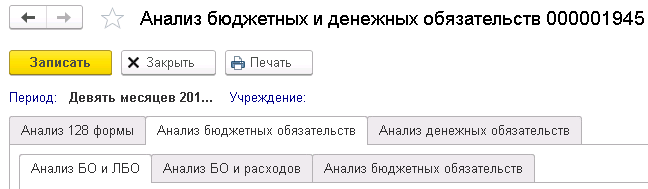 Анализ бюджетных и денежных обязательств 000001945
Записать Закрыть Печать
Период: Девять месяцев 201... Учреждение:
Анализ 128 формы Анализ бюджетных обязательств Анализ денежных обязательств
Анализ БО и ЛБО Анализ БО и расходов Анализ бюджетных обязательств